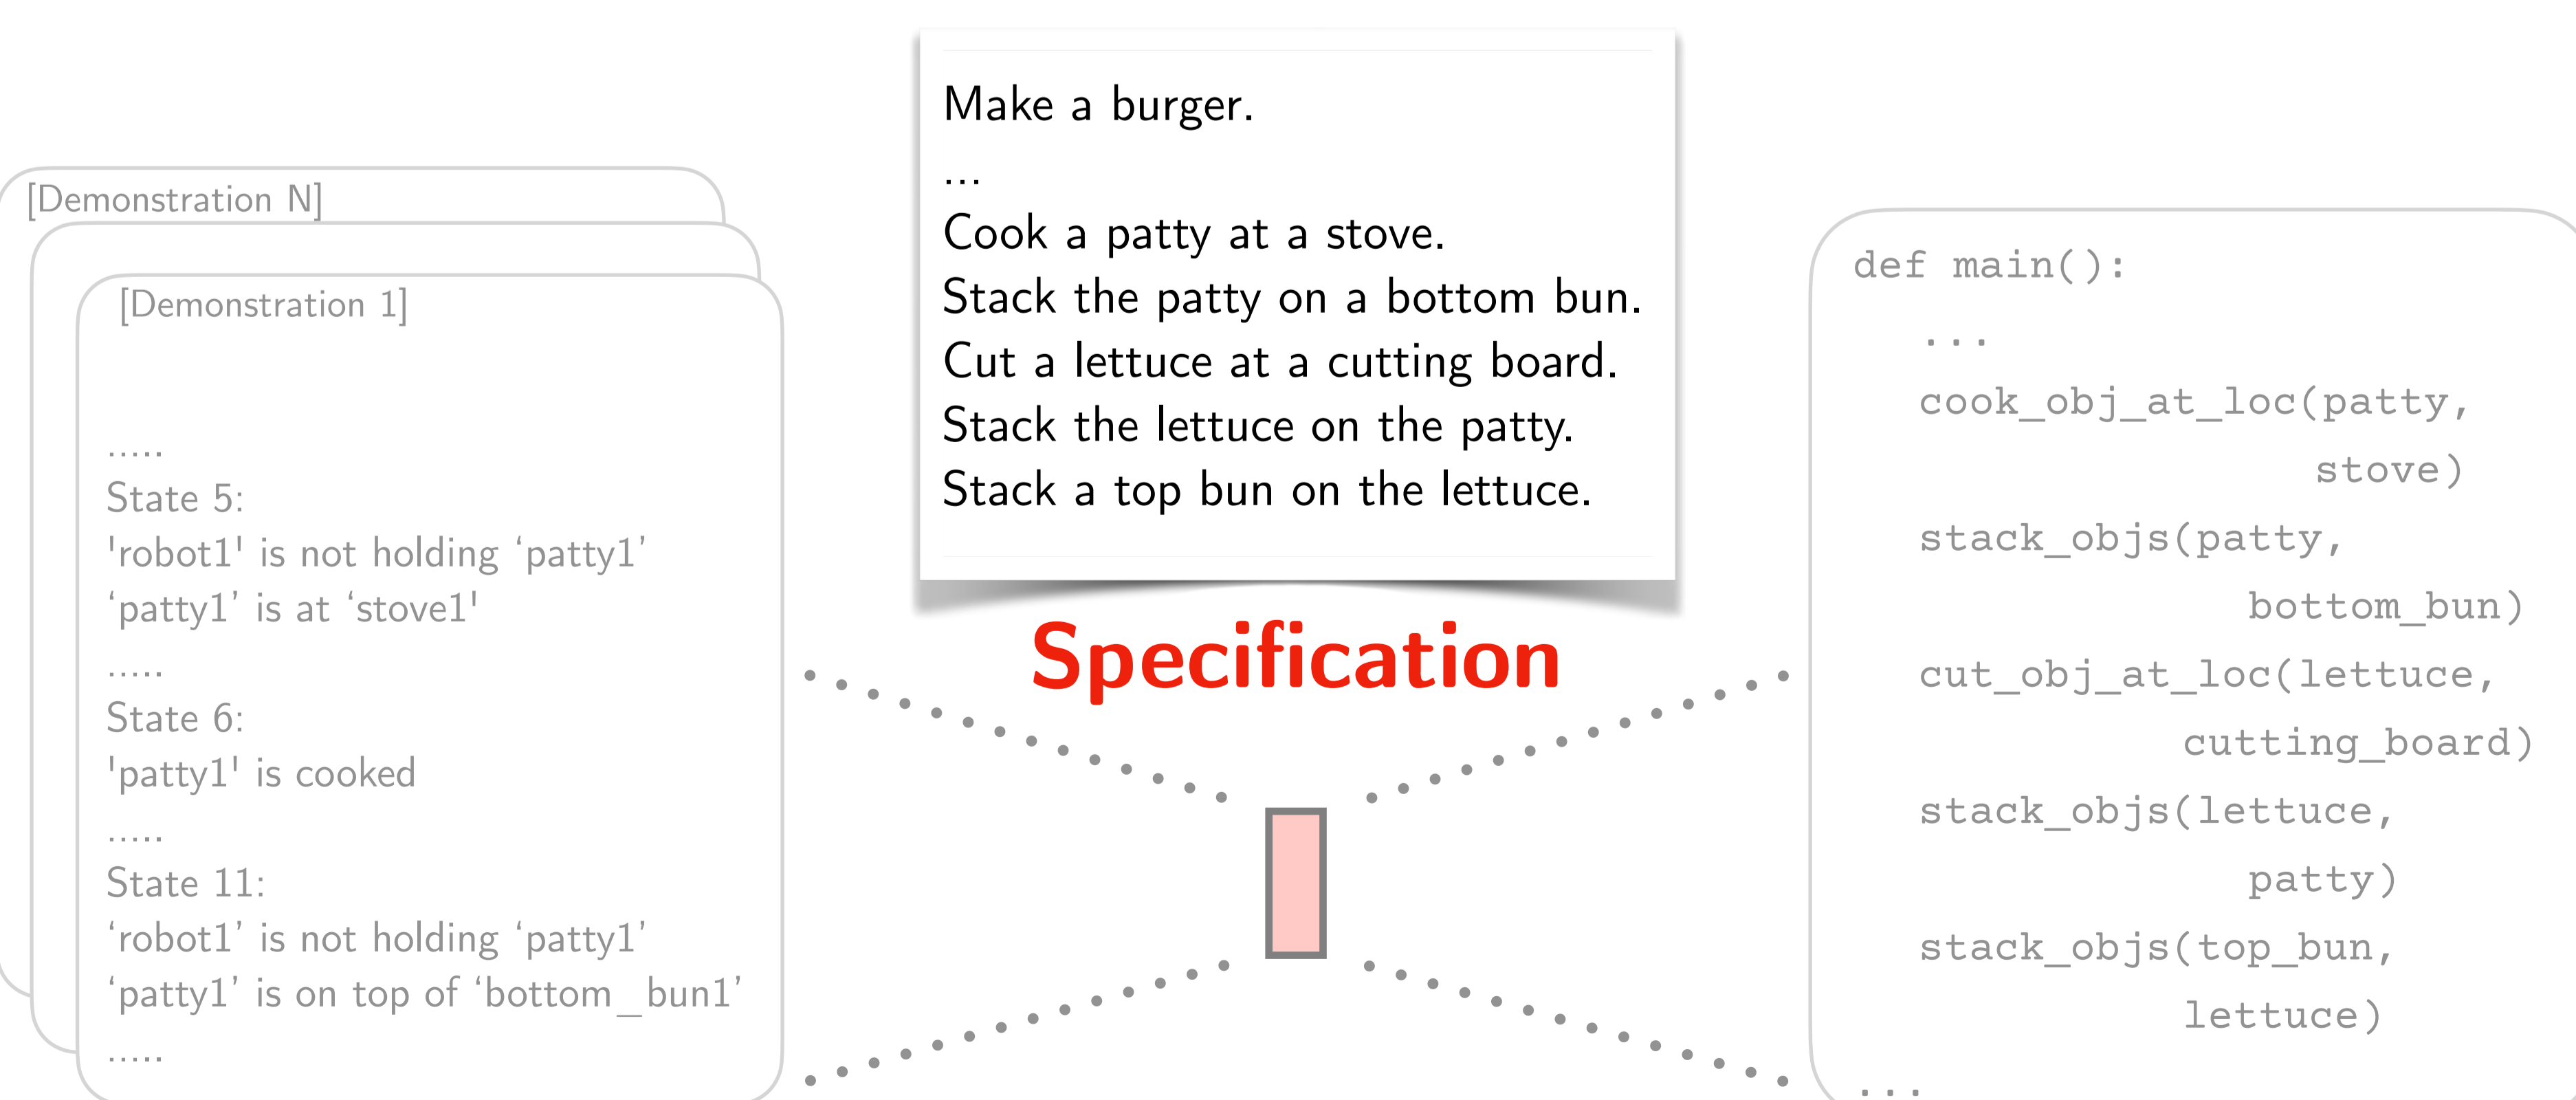 [Demonstration N]
[Demonstration 1]
.....
State 5:
'robot1' is not holding ‘patty1’
‘patty1’ is at ‘stove1'
.....
State 6:
'patty1' is cooked
.....
State 11:
‘robot1’ is not holding ‘patty1’
‘patty1’ is on top of ‘bottom_bun1’
.....
Make a burger.
...
Cook a patty at a stove.
Stack the patty on a bottom bun.
Cut a lettuce at a cutting board.
Stack the lettuce on the patty.
Stack a top bun on the lettuce.
Specification
def main():
...
cook_obj_at_loc(patty,
stove)
stack_objs(patty,
bottom_bun)
cut_obj_at_loc(lettuce,
cutting_board)
stack_objs(lettuce,
patty)
stack_objs(top_bun,
lettuce)
...